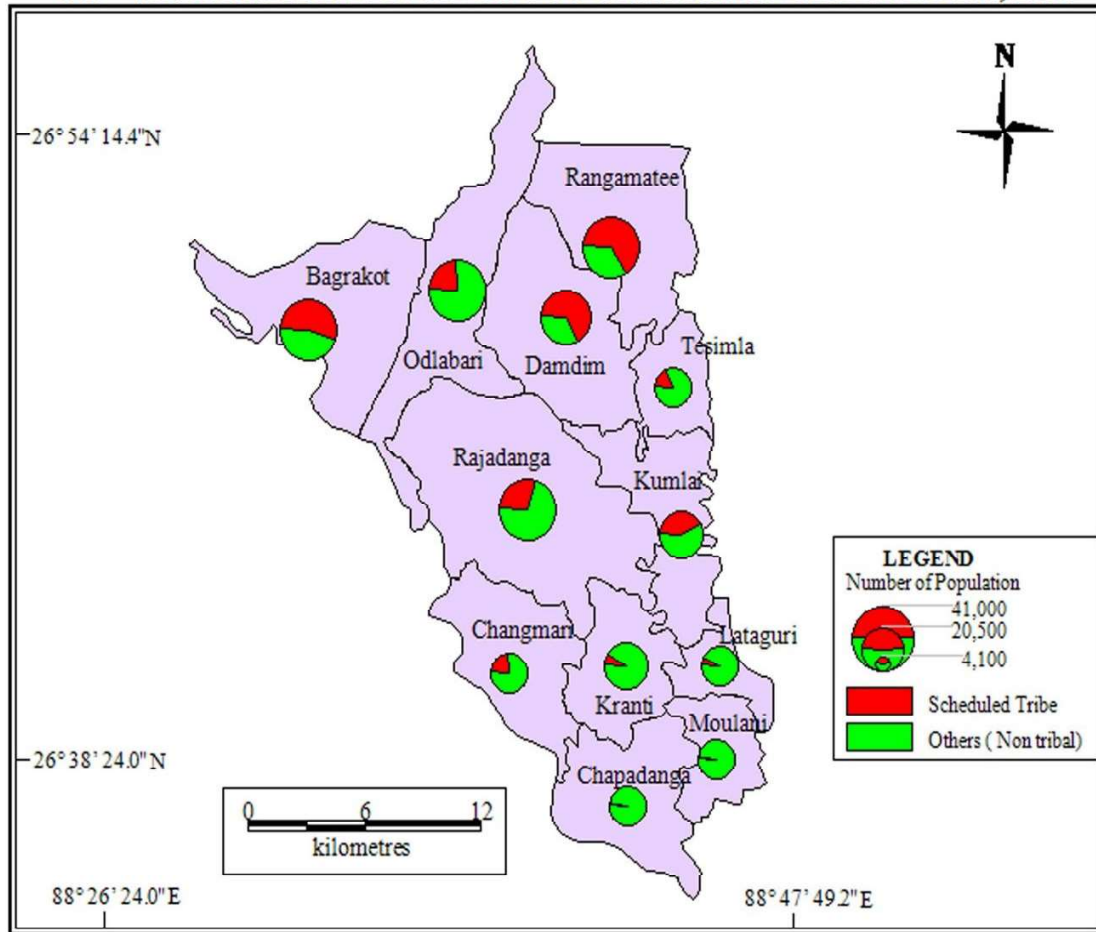 N
26° 54’ 14.4"N
Rangamatee
Bagrakot
Odlabari
Damdim
Tesimla
Rajadanga
Kumlai
LEGEND
Number of Population
41,000
20,500
4,100
Scheduled Tribe
Others ( Non tribal)
Changmari
Lataguri
Kranti
Moulani
26° 38’ 24.0"N
Chapadanga
0 6 12
kilometres
88° 26’ 24.0"E
88° 47’ 49.2"E